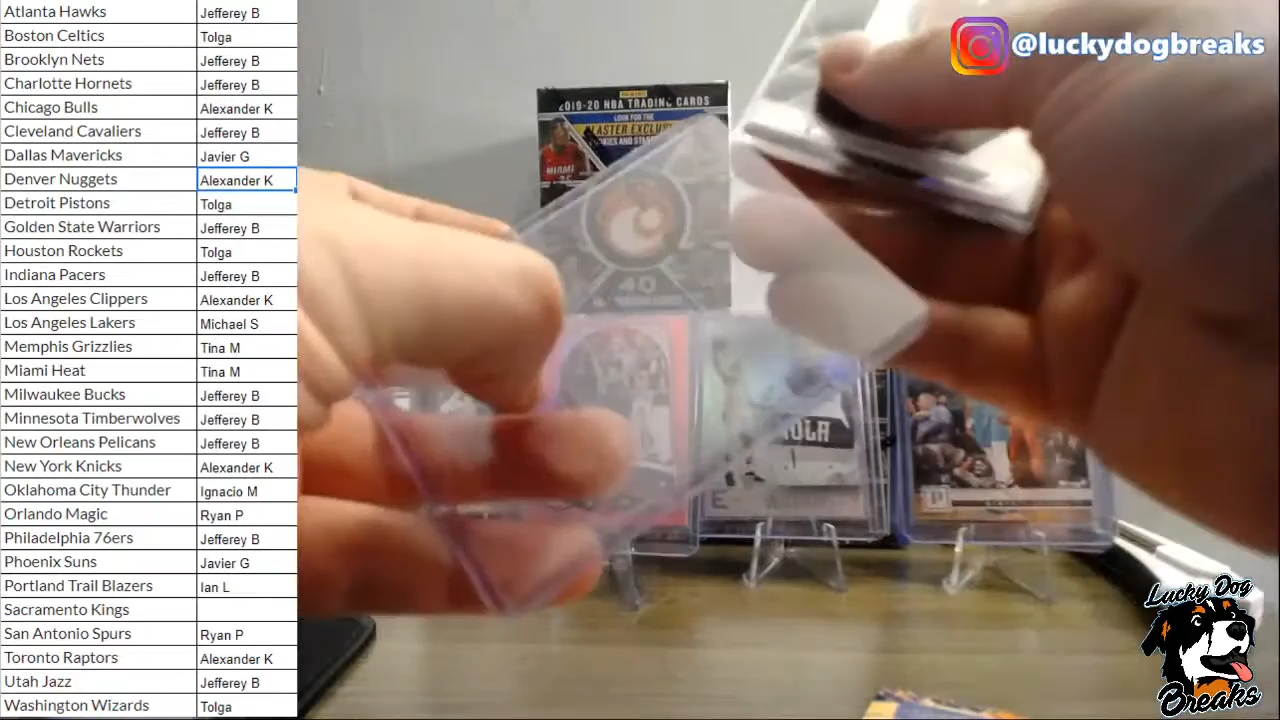 Atlanta Hawks Jefferey B
Boston Celtics Tolga
Brooklyn Nets Jefferey B
Charlotte Hornets Jefferey B
Chicago Bulls Alexander K
Cleveland Cavaliers Jefferey B
Dallas Mavericks Javier G
Denver Nuggets Alexander K
Detroit Pistons Tolga
Golden State Warriors Jefferey B
Houston Rockets Tolga
Indiana Pacers Jefferey B
Los Angeles Clippers Alexander K
Los Angeles Lakers Michael S
Memphis Grizzlies Tina M
Miami Heat Tina M
Milwaukee Bucks Jefferey B
Minnesota Timberwolves Jefferey B
New Orleans Pelicans Jefferey B
New York Knicks Alexander K
Oklahoma City Thunder Ignacio M
Orlando Magic Ryan P
Philadelphia 76ers Jefferey B
Phoenix Suns Javier G
Portland Trail Blazers Ian L
Sacramento Kings
San Antonio Spurs Ryan P
Toronto Raptors Alexander K
Utah Jazz Jefferey B
Washington Wizards Tolga
@luckydogbreaks
2019-20 NBA TRADING CARDS
LOOK FOR THE
MIAMI
40
Lucky Dog
Breaks